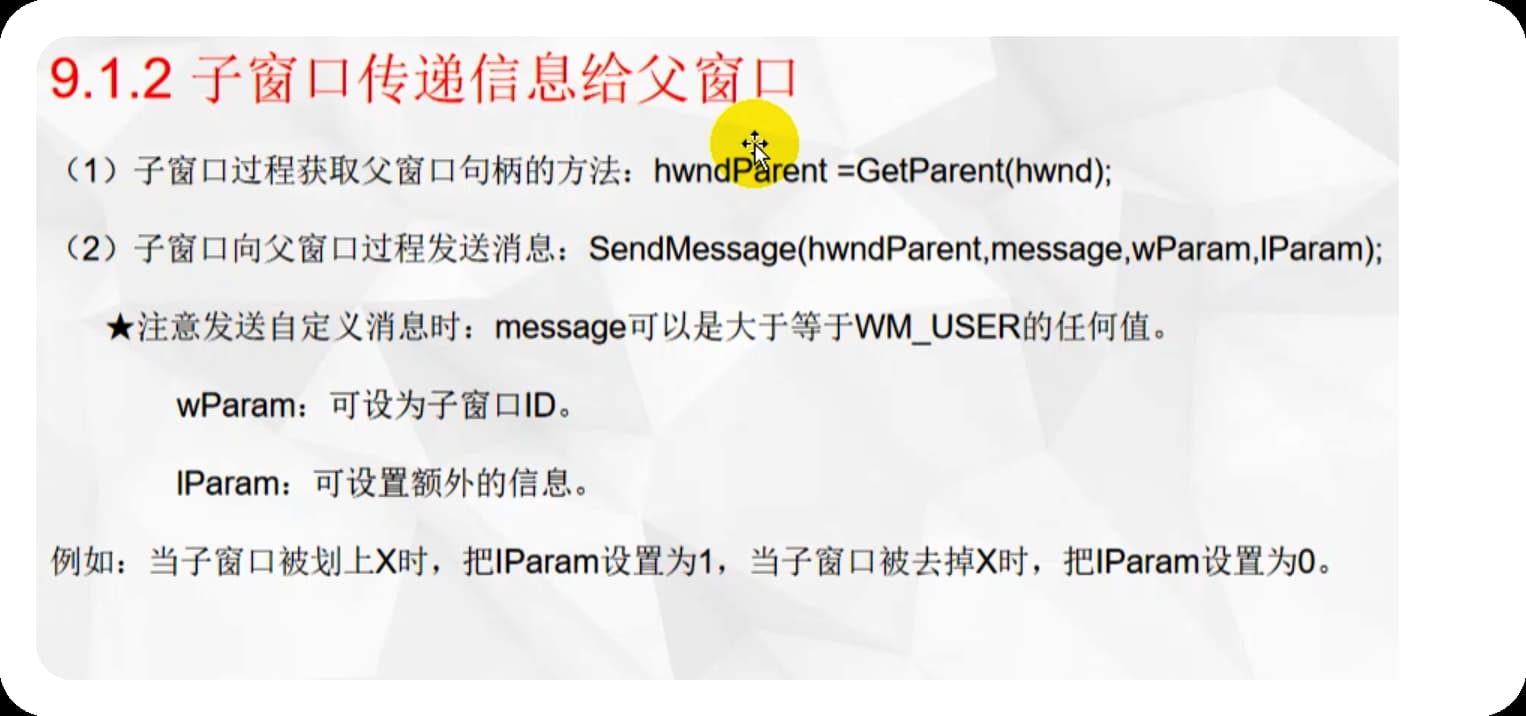 9.1.2 子窗口传递信息给父窗口
（1）子窗口过程获取父窗口句柄的方法：hwndParent =GetParent(hwnd);
（2）子窗口向父窗口过程发送消息：SendMessage(hwndParent,message,wParam,lParam);
★注意发送自定义消息时：message可以是大于等于WM_USER的任何值。
wParam：可设为子窗口ID。
lParam：可设置额外的信息。
例如：当子窗口被划上X时，把lParam设置为1，当子窗口被去掉X时，把lParam设置为0。